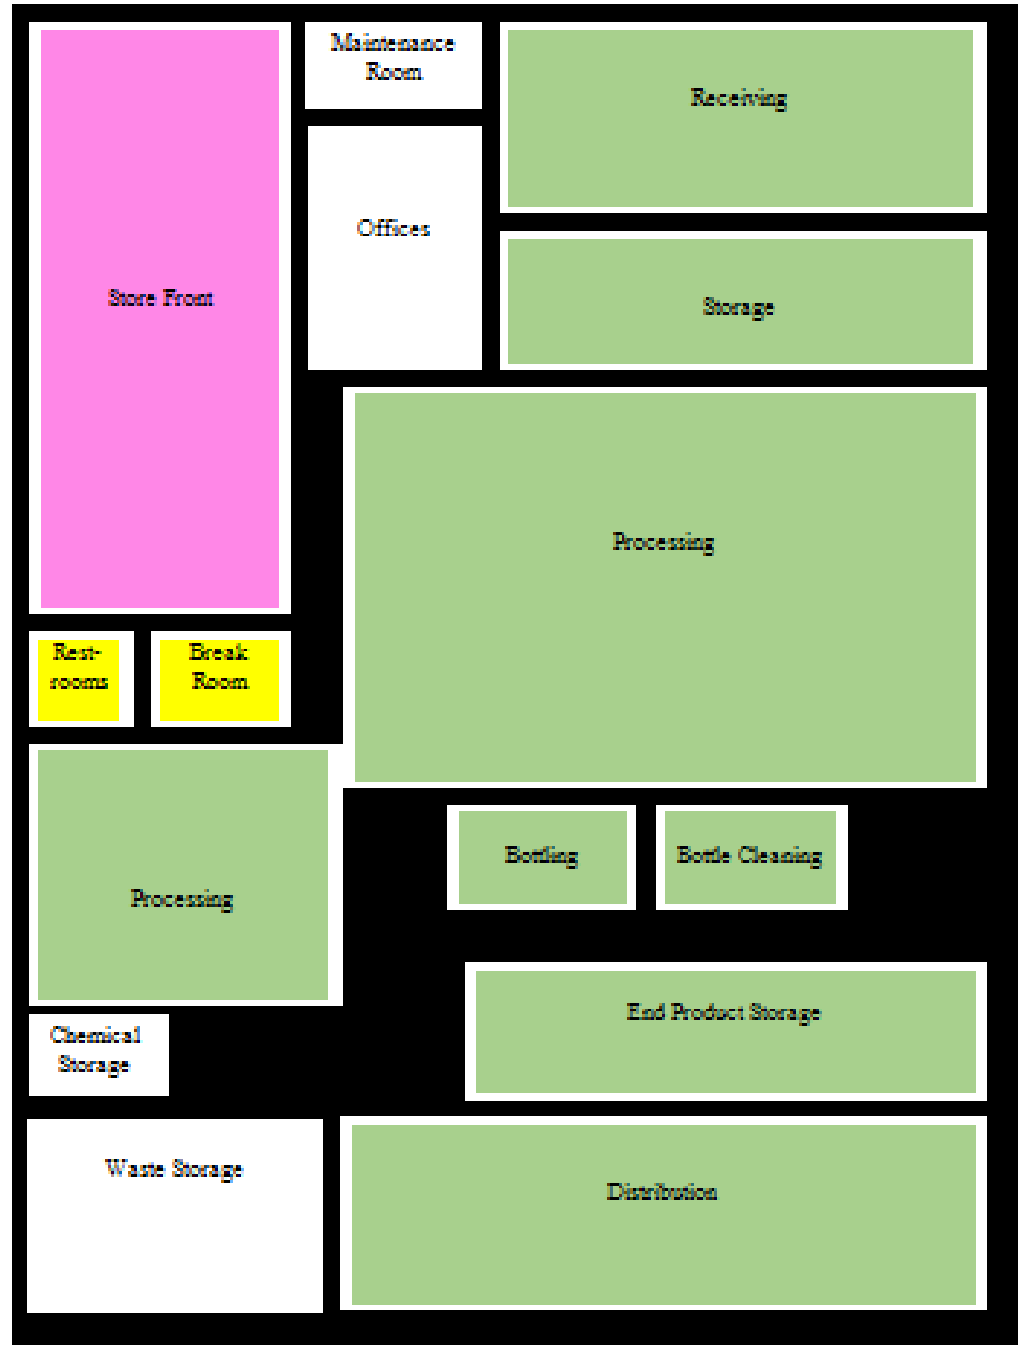 Maintenance
Room
Receiving
Offices
Store Front
Storage
Processing
Rest-
rooms
Break
Room
Bottling
Bottle Cleaning
Processing
End Product Storage
Chemical
Storage
Waste Storage
Distribution